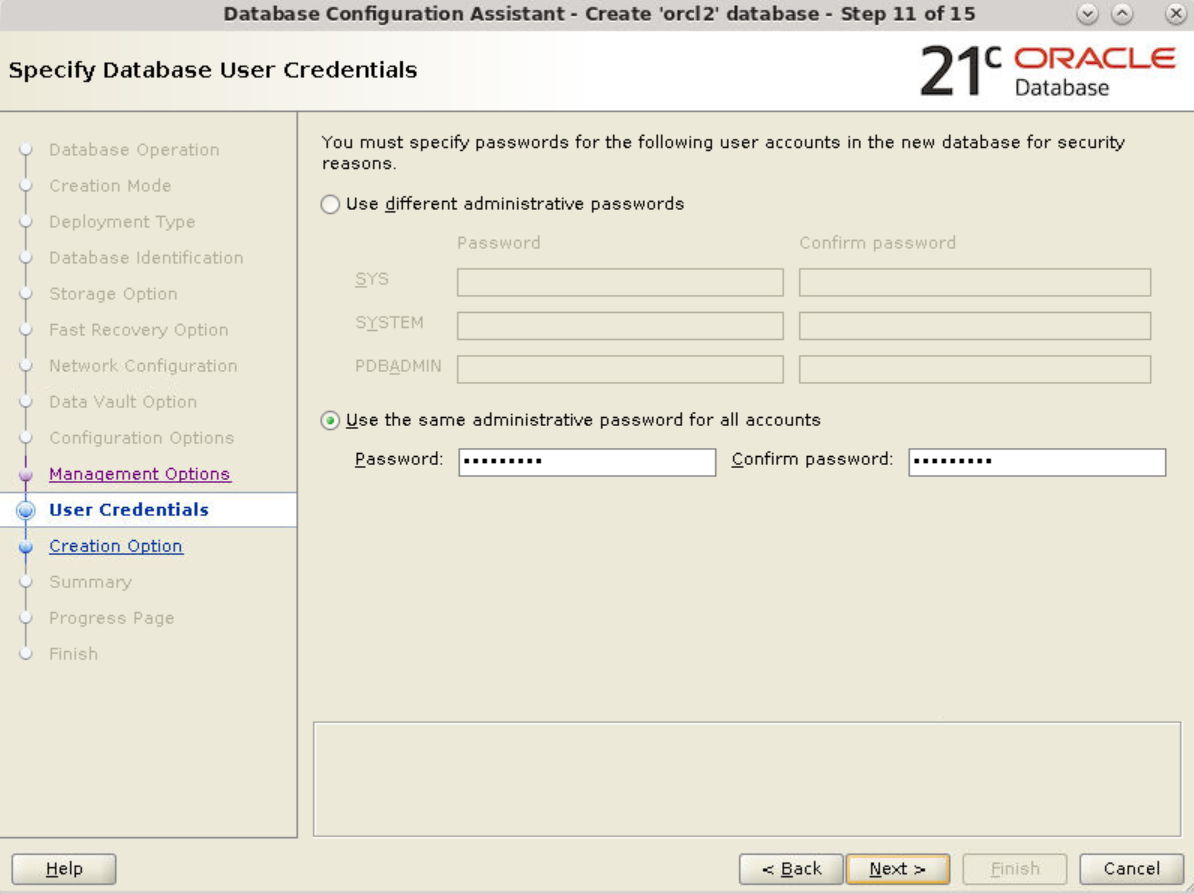 Database Configuration Assistant - Create 'orcl2' database - Step 11 of 15
Specify Database User Credentials
21c ORACLE
Database
Database Operation
Creation Mode
Deployment Type
Database Identification
Storage Option
Fast Recovery Option
Network Configuration
Data Vault Option
Configuration Options
Management Options
User Credentials
Creation Option
Summary
Progress Page
Finish
You must specify passwords for the following user accounts in the new database for security
reasons.
Use different administrative passwords
Password Confirm password
SYS
SYSTEM
PDBADMIN
Use the same administrative password for all accounts
Password: ••••••••• Confirm password: •••••••••
Help < Back Next > Finish Cancel